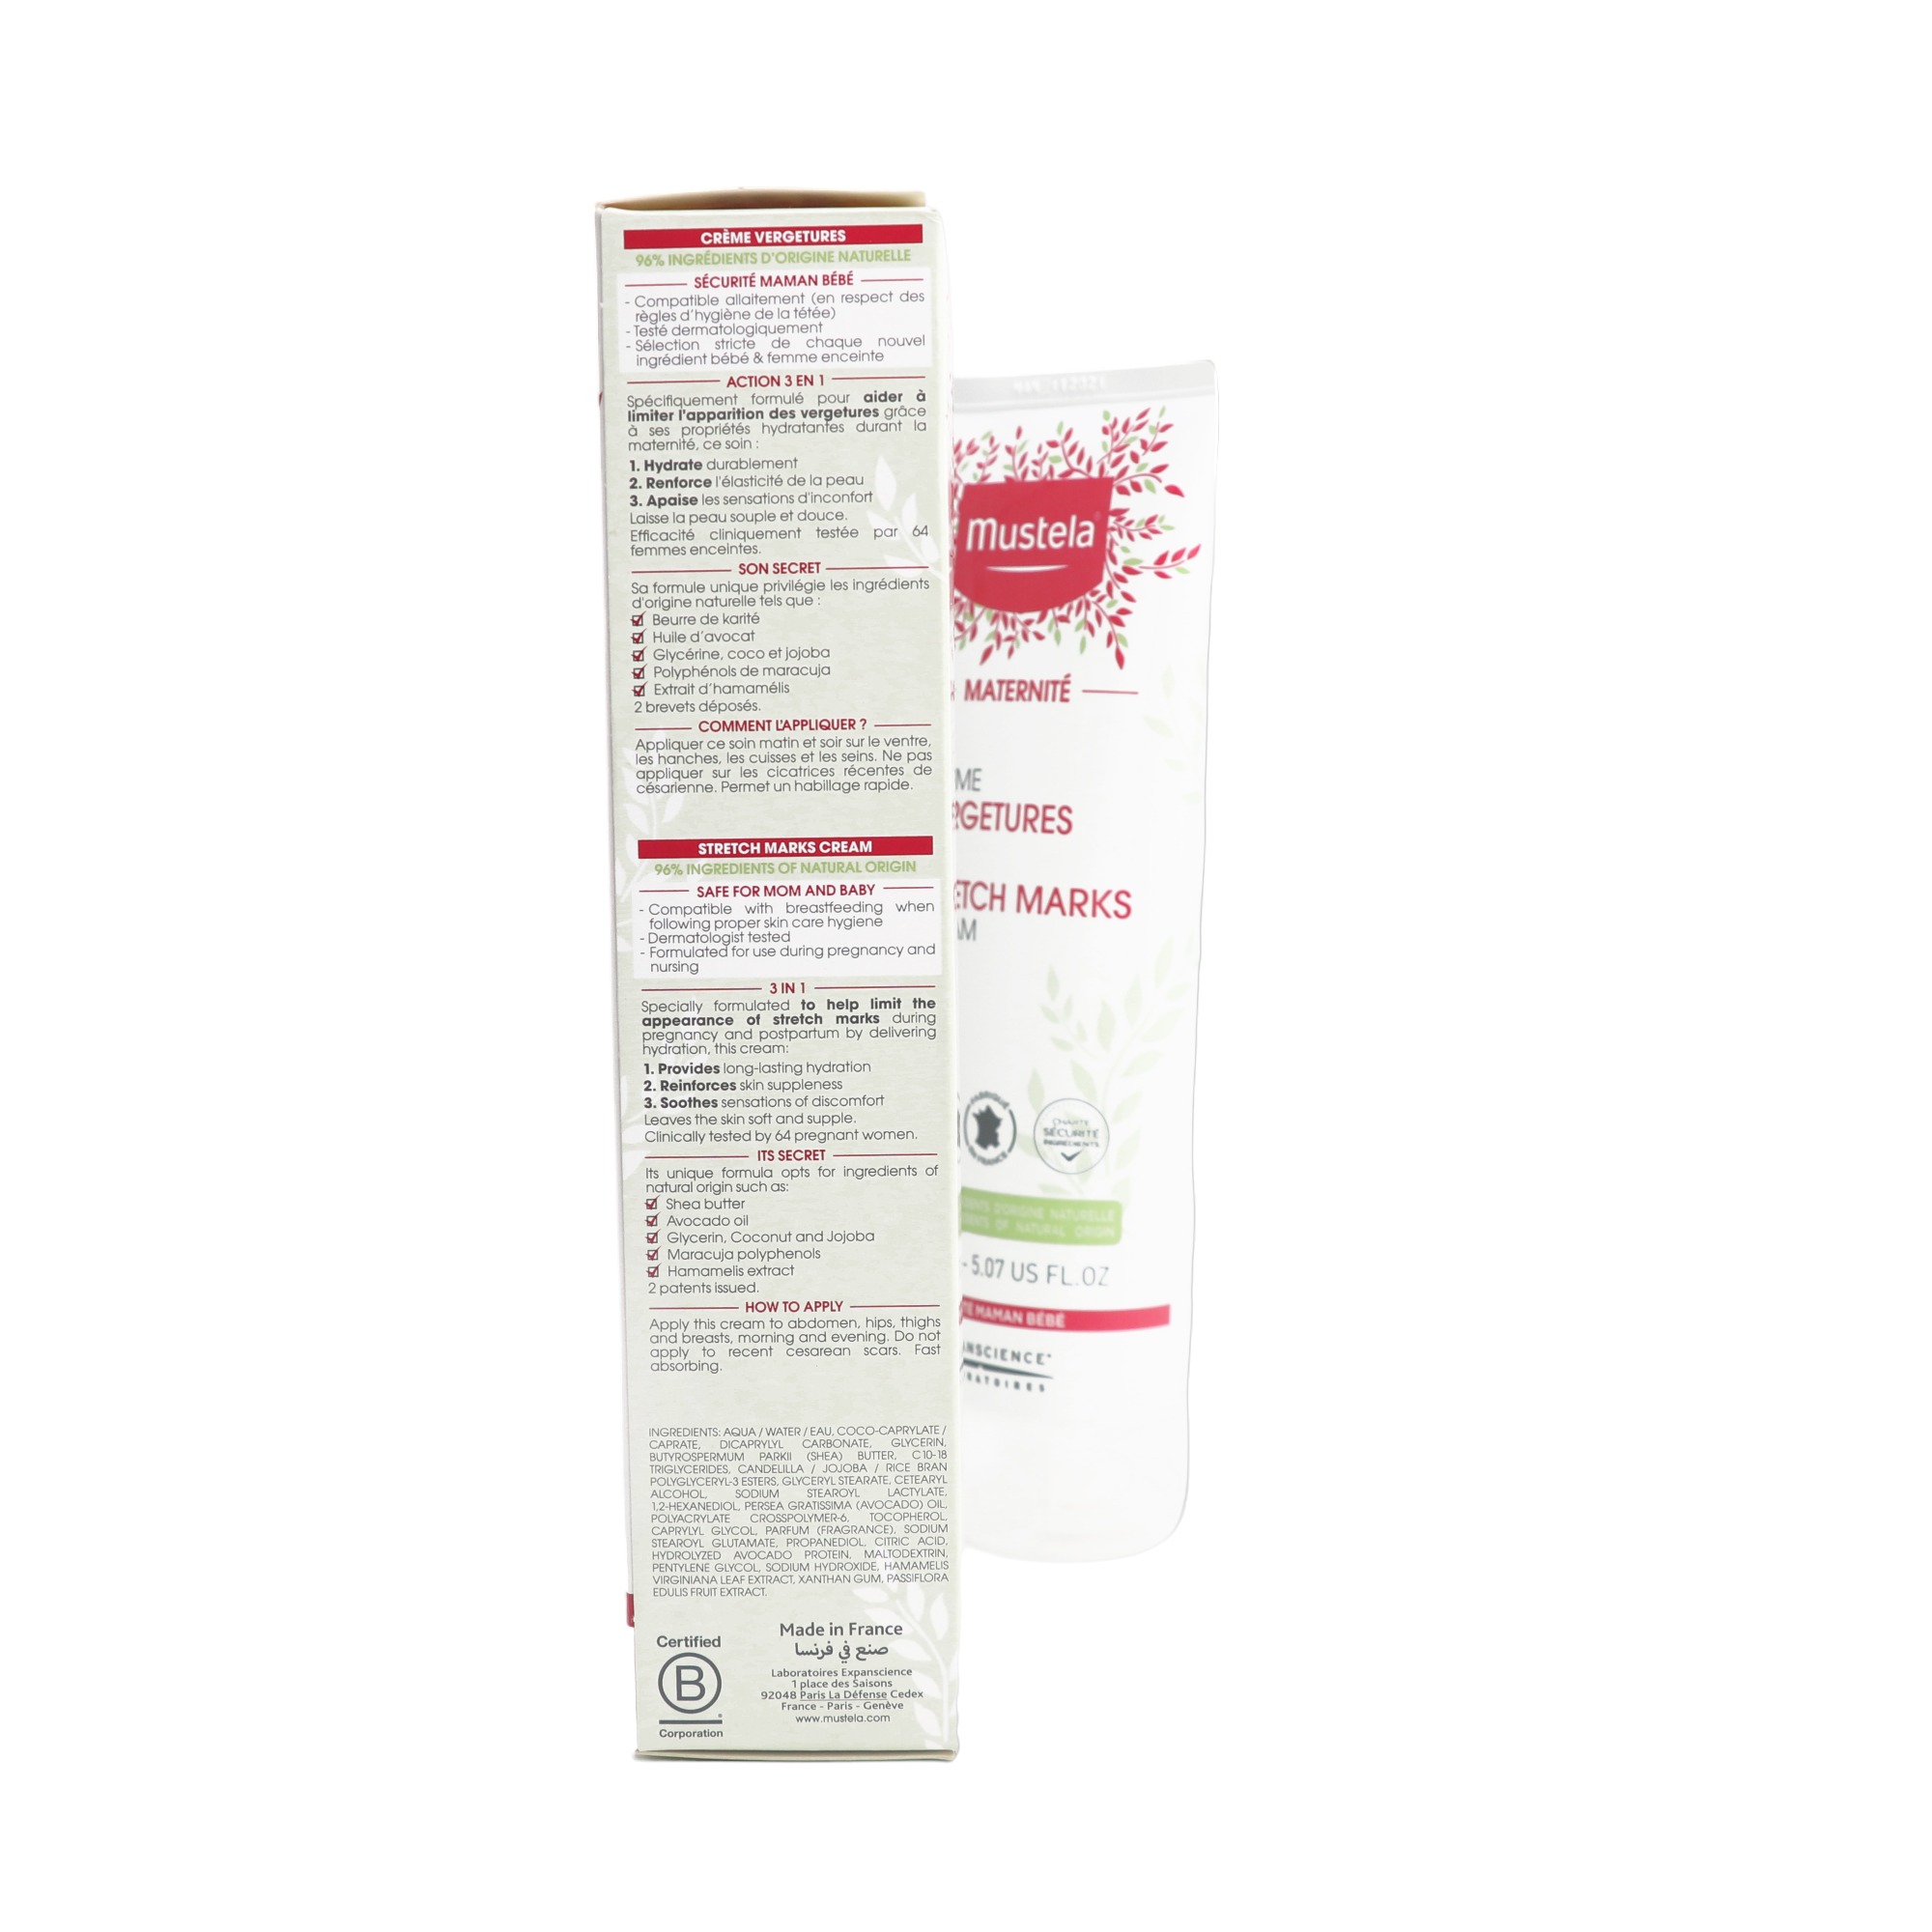 CRÈME VERGETURES
96% INGRÉDIENTS D'ORIGINE NATURELLE
SÉCURITÉ MAMAN BÉBÉ
- Compatible allaitement (en respect des
règles d'hygiène de la tétée)
- Testé dermatologiquement
- Sélection stricte de chaque nouvel
ingrédient bébé & femme enceinte
ACTION 3 EN 1
Spécifiquement formulé pour aider à
limiter l'apparition des vergetures grâce
à ses propriétés hydratantes durant la
maternité, ce soin :
1. Hydrate durablement
2. Renforce l'élasticité de la peau
3. Apaise les sensations d'inconfort
Laisse la peau souple et douce.
Efficacité cliniquement testée par 64
femmes enceintes.
SON SECRET
Sa formule unique privilégie les ingrédients
d'origine naturelle tels que :
Beurre de karité
Huile d'avocat
Glycérine, coco et jojoba
Polyphénols de maracuja
Extrait d'hamamélis
2 brevets déposés.
COMMENT L'APPLIQUER ?
Appliquer ce soin matin et soir sur le ventre,
les hanches, les cuisses et les seins. Ne pas
appliquer sur les cicatrices récentes de
césarienne. Permet un habillage rapide.
STRETCH MARKS CREAM
96% INGREDIENTS OF NATURAL ORIGIN
SAFE FOR MOM AND BABY
- Compatible with breastfeeding when
following proper skin care hygiene
- Dermatologist tested
- Formulated for use during pregnancy and
nursing
3 IN 1
Specially formulated to help limit the
appearance of stretch marks during
pregnancy and postpartum by delivering
hydration, this cream:
1. Provides long-lasting hydration
2. Reinforces skin suppleness
3. Soothes sensations of discomfort
Leaves the skin soft and supple.
Clinically tested by 64 pregnant women.
ITS SECRET
Its unique formula opts for ingredients of
natural origin such as:
Shea butter
Avocado oil
Glycerin, Coconut and Jojoba
Maracuja polyphenols
Hamamelis extract
2 patents issued.
HOW TO APPLY
Apply this cream to abdomen, hips, thighs
and breasts, morning and evening. Do not
apply to recent cesarean scars. Fast
absorbing.
INGREDIENTS: AQUA / WATER / EAU, COCO-CAPRYLATE /
CAPRATE, DICAPRYLYL CARBONATE, GLYCERIN,
BUTYROSPERMUM PARKII (SHEA) BUTTER, C10-18
TRIGLYCERIDES, CANDELILLA / JOJOBA / RICE BRAN
POLYGLYCERYL-3 ESTERS, GLYCERYL STEARATE, CETEARYL
ALCOHOL, SODIUM STEAROYL LACTYLATE,
1,2-HEXANEDIOL, PERSEA GRATISSIMA (AVOCADO) OIL,
POLYACRYLATE CROSSPOLYMER-6, TOCOPHEROL,
CAPRYLYL GLYCOL, PARFUM (FRAGRANCE), SODIUM
STEAROYL GLUTAMATE, PROPANEDIOL, CITRIC ACID,
HYDROLYZED AVOCADO PROTEIN, MALTODEXTRIN,
PENTYLENE GLYCOL, SODIUM HYDROXIDE, HAMAMELIS
VIRGINIANA LEAF EXTRACT, XANTHAN GUM, PASSIFLORA
EDULIS FRUIT EXTRACT.
Certified
B
Corporation
Made in France
صنع في فرنسا
Laboratoires Expanscience
1 place des Saisons
92048 Paris La Défense Cedex
France - Paris - Genève
www.mustela.com
mustela
MATERNITÉ
ME
RGETURES
ETCH MARKS
AM
FABRIQUÉ EN FRANCE
CHARTE
SÉCURITÉ
INGRÉDIENTS
D'ORIGINE NATURELLE
OF NATURAL ORIGIN
- 5.07 US FL.OZ
MAMAN BÉBÉ
NSCIENCE
RATOIRES